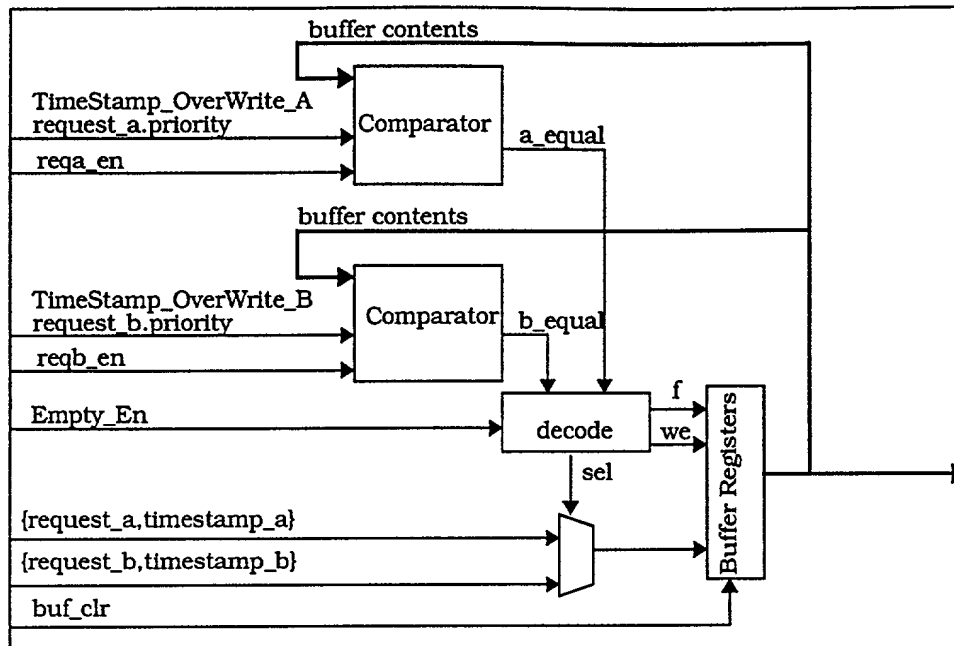 buffer contents
TimeStamp_OverWrite_A
request_a.priority
Comparator
a_equal
reqa_en
buffer contents
TimeStamp_OverWrite_B
request_b.priority
Comparator
b_equal
reqb_en
Empty_En
decode
f
we
Buffer Registers
sel
{request_a,timestamp_a}
{request_b,timestamp_b}
buf_clr